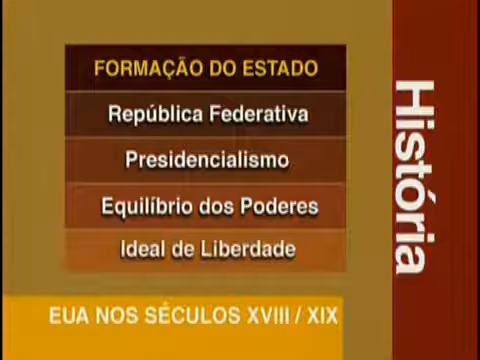 FORMAÇÃO DO ESTADO
República Federativa
Presidencialismo
Equilíbrio dos Poderes
Ideal de Liberdade
EUA NOS SÉCULOS XVIII / XIX
História